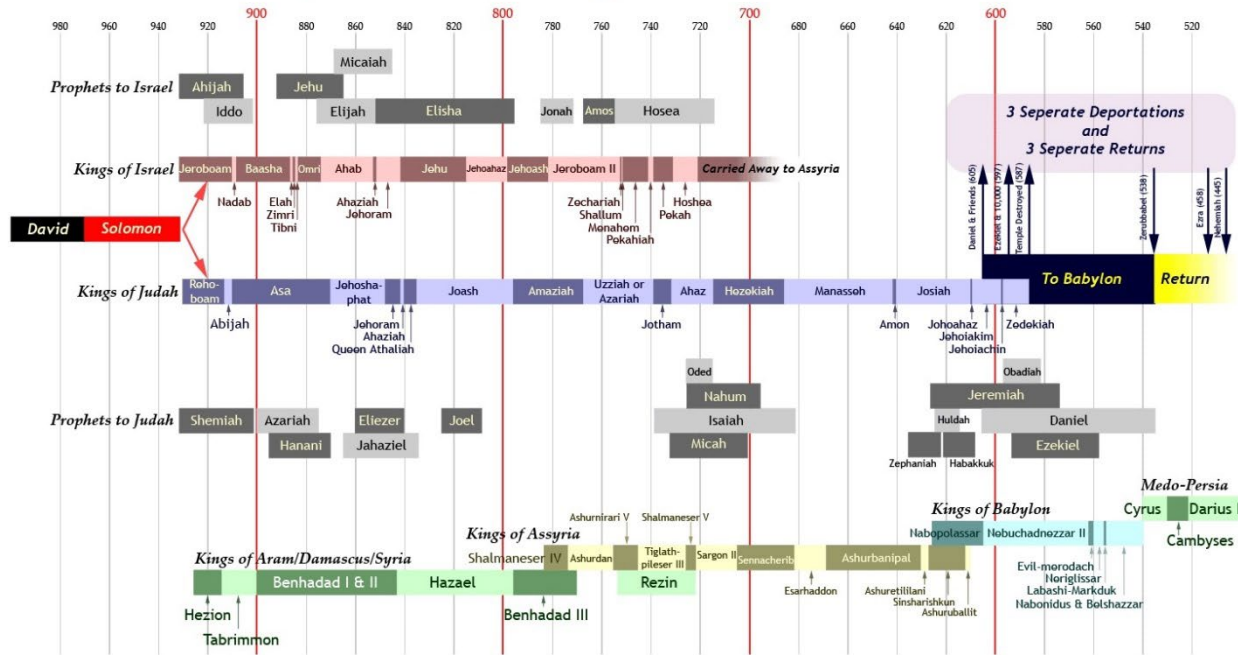 900 800 700 600
980 960 940 920 880 860 840 820 780 760 740 720 680 660 640 620 580 560 540 520
Micaiah
Prophets to Israel Ahijah Jehu
Iddo Elijah Elisha Jonah Amos Hosea
3 Seperate Deportations
and
3 Seperate Returns
Kings of Israel Jeroboam Baasha Omri Ahab Jehu Jehoahaz Jehoash Jeroboam II Carried Away to Assyria
Nadab Elah Ahaziah Zechariah Hoshea
Zimri Jehoram Shallum Pekah
Tibni Menahem
Pekahiah
Daniel & Friends (605)
Ezekiel & 10,000 (597)
Temple Destroyed (587)
Zerubbabel (538)
Ezra (458)
Nehemiah (445)
David Solomon
To Babylon Return
Kings of Judah Reho-
boam Asa Jehosha-
phat Joash Amaziah Uzziah or
Azariah Ahaz Hezekiah Manasseh Josiah
Abijah Jehoram Jotham Amon Jehoahaz Zedekiah
Ahaziah Jehoiakim
Queen Athaliah Jehoiachin
Oded Obadiah
Nahum Jeremiah
Prophets to Judah Shemiah Azariah Eliezer Joel Isaiah Huldah Daniel
Hanani Jahaziel Micah Ezekiel
Zephaniah Habakkuk
Medo-Persia
Cyrus Darius I
Cambyses
Kings of Babylon
Nabopolassar Nebuchadnezzar II
Evil-merodach
Neriglissar
Labashi-Markduk
Nabonidus & Belshazzar
Kings of Assyria Ashurnirari V Shalmaneser V
Shalmaneser IV Ashurdan Tiglath-
pileser III Sargon II Sennacherib Ashurbanipal
Esarhaddon Ashuretililani
Sinsharishkun
Ashuruballit
Kings of Aram/Damascus/Syria
Benhadad I & II Hazael Rezin
Hezion Benhadad III
Tabrimmon